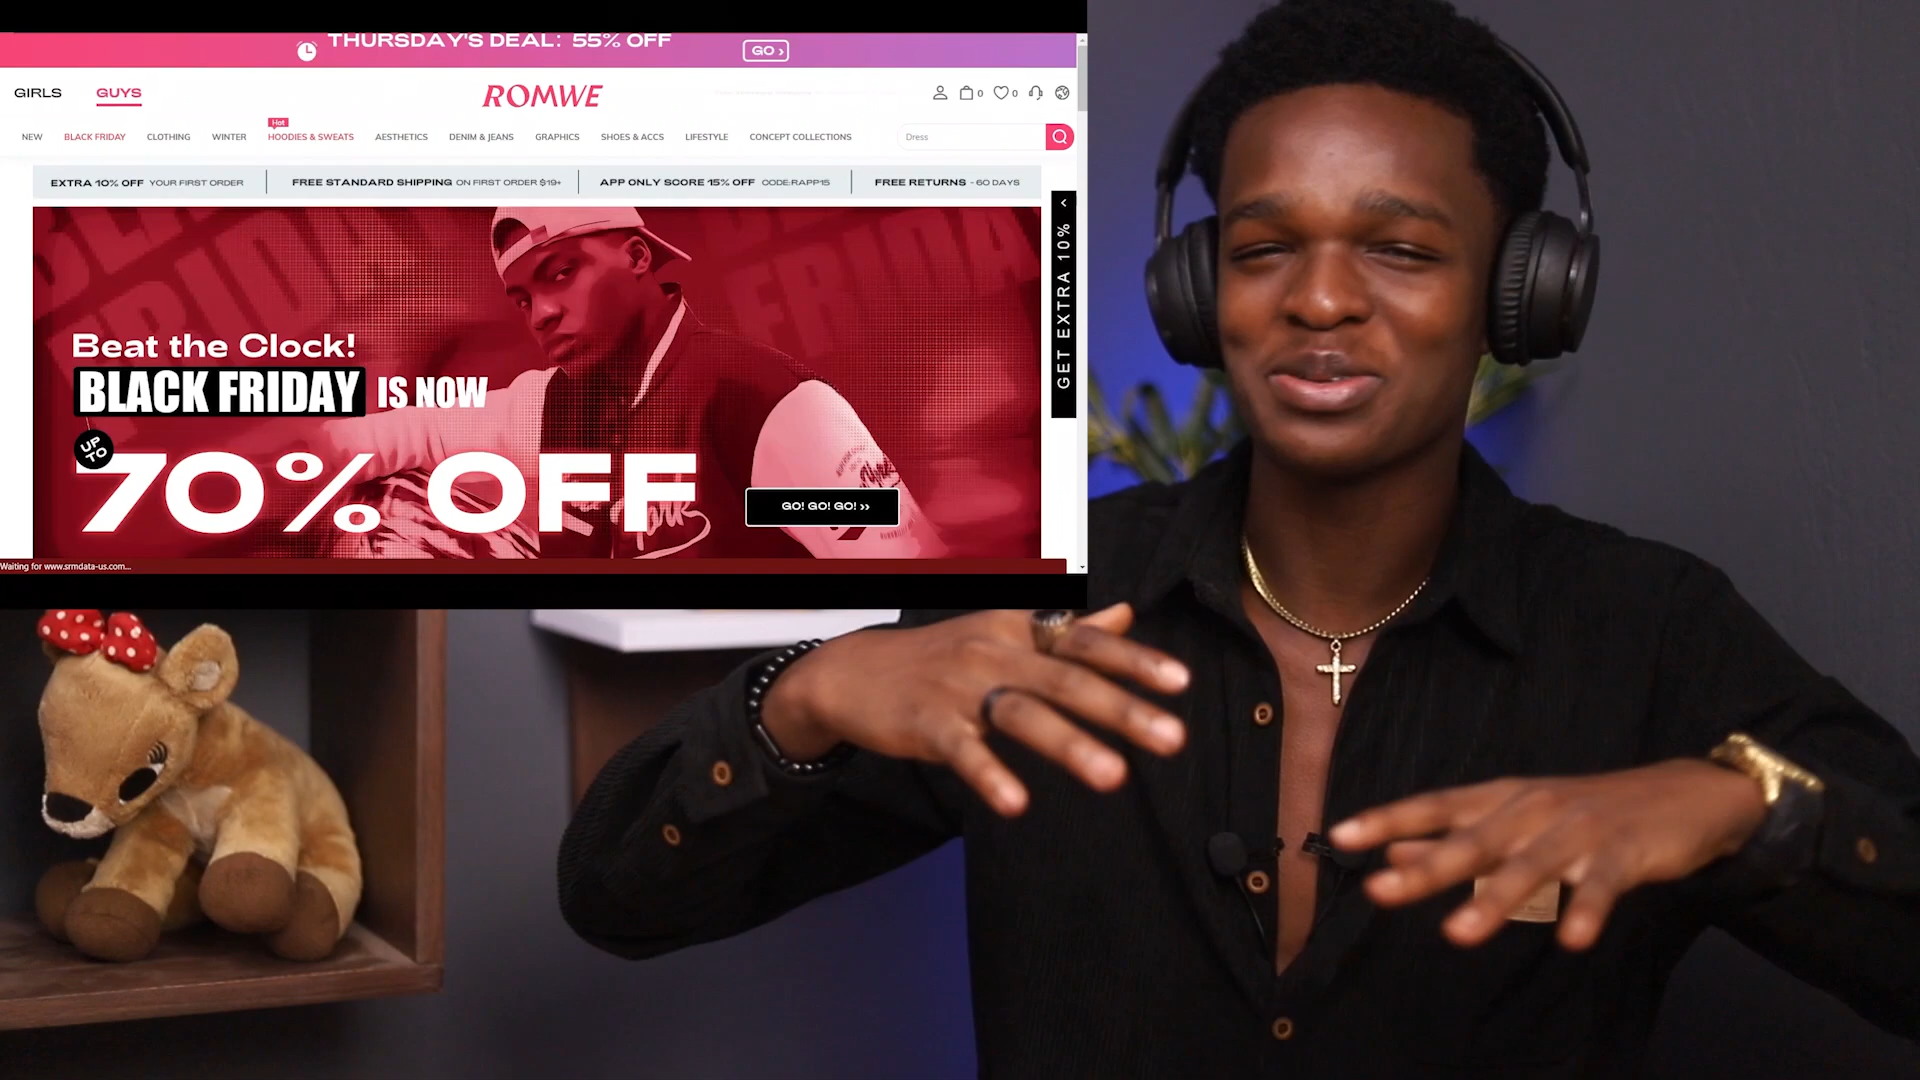 THURSDAY'S DEAL: 55% OFF
GO ›
GIRLS
GUYS
ROMWE
0
0
Hot
NEW
BLACK FRIDAY
CLOTHING
WINTER
HOODIES & SWEATS
AESTHETICS
DENIM & JEANS
GRAPHICS
SHOES & ACCS
LIFESTYLE
CONCEPT COLLECTIONS
Dress
EXTRA 10% OFF YOUR FIRST ORDER
FREE STANDARD SHIPPING ON FIRST ORDER $19+
APP ONLY SCORE 15% OFF CODE:RAPP15
FREE RETURNS - 60 DAYS
GET EXTRA 10%
FRIDAY
Beat the Clock!
BLACK FRIDAY IS NOW
UP TO
70% OFF
GO! GO! GO! ››
Waiting for www.srmdata-us.com...